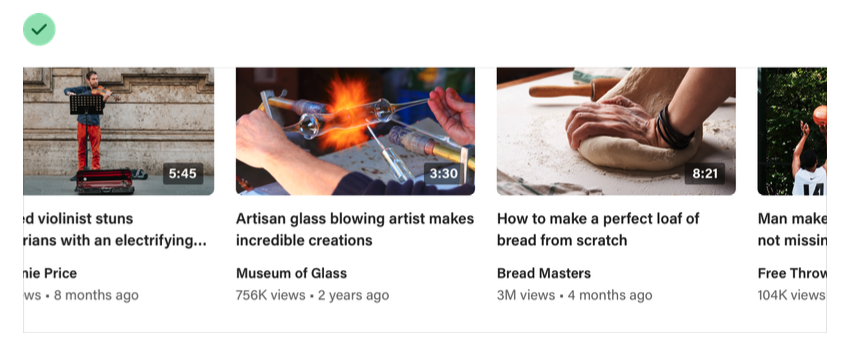 5:45
ed violinist stuns
rians with an electrifying...
nie Price
ws • 8 months ago
3:30
Artisan glass blowing artist makes
incredible creations
Museum of Glass
756K views • 2 years ago
8:21
How to make a perfect loaf of
bread from scratch
Bread Masters
3M views • 4 months ago
14
Man make
not missin
Free Throw
104K views